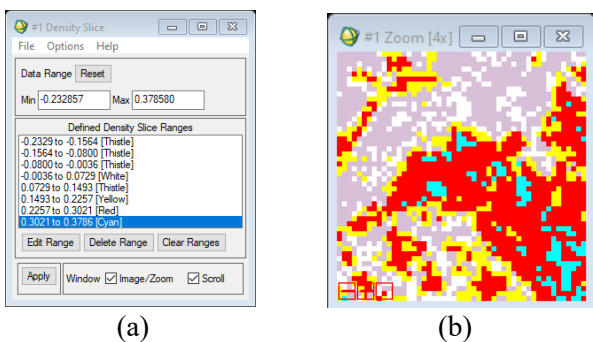 #1 Density Slice
File Options Help
Data Range Reset
Min -0.232857 Max 0.378580
Defined Density Slice Ranges
-0.2329 to -0.1564 [Thistle]
-0.1564 to -0.0800 [Thistle]
-0.0800 to -0.0036 [Thistle]
-0.0036 to 0.0729 [White]
0.0729 to 0.1493 [Thistle]
0.1493 to 0.2257 [Yellow]
0.2257 to 0.3021 [Red]
0.3021 to 0.3786 [Cyan]
Edit Range Delete Range Clear Ranges
Apply Window Image/Zoom Scroll
(a)
#1 Zoom [4x]
(b)